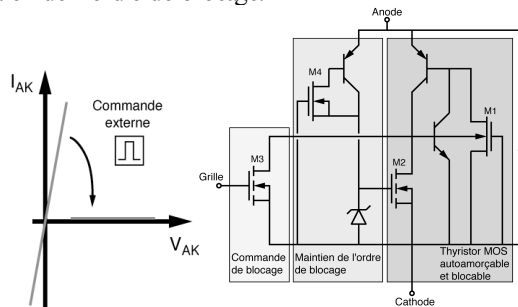 Anode
I_AK
Commande
externe
M4
M1
M3
M2
Grille
V_AK
Commande
de blocage
Maintien de l'ordre
de blocage
Thyristor MOS
autoamorçable
et blocable
Cathode